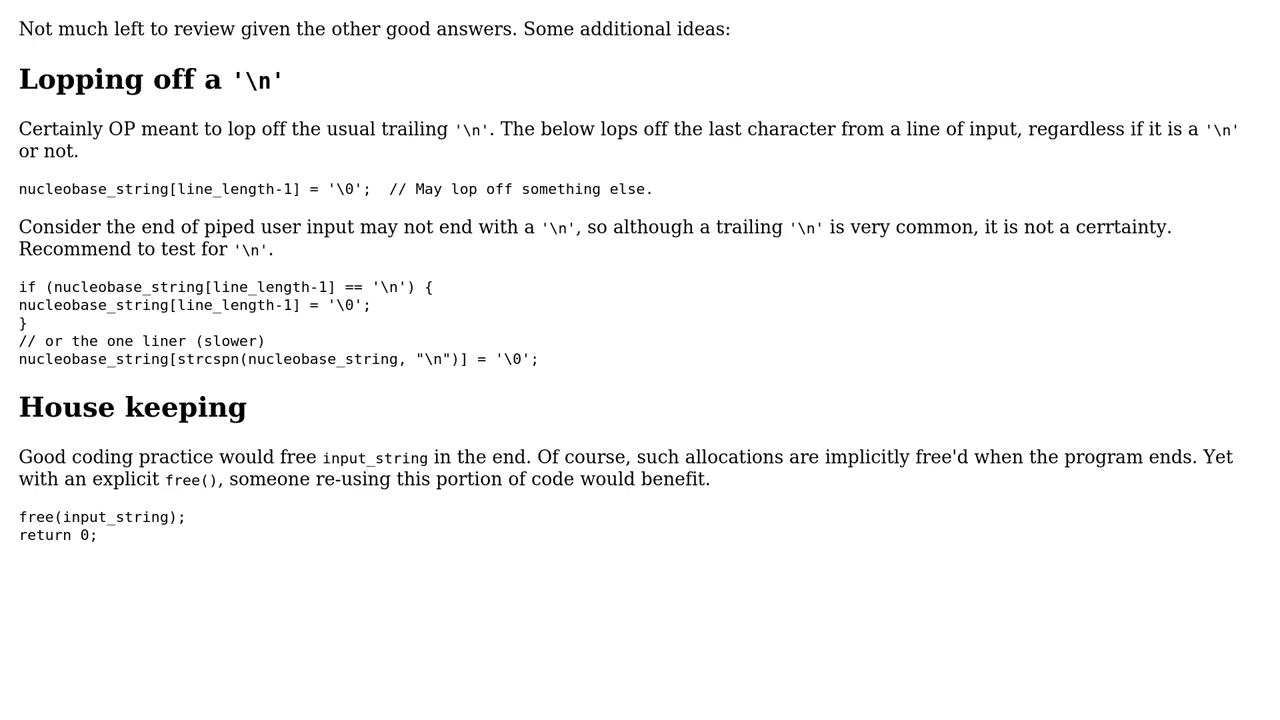 Not much left to review given the other good answers. Some additional ideas:
Lopping off a '\n'
Certainly OP meant to lop off the usual trailing '\n'. The below lops off the last character from a line of input, regardless if it is a '\n'
or not.
nucleobase_string[line_length-1] = '\0';  // May lop off something else.
Consider the end of piped user input may not end with a '\n', so although a trailing '\n' is very common, it is not a cerrtainty.
Recommend to test for '\n'.
if (nucleobase_string[line_length-1] == '\n') {
nucleobase_string[line_length-1] = '\0';
}
// or the one liner (slower)
nucleobase_string[strcspn(nucleobase_string, "\n")] = '\0';
House keeping
Good coding practice would free input_string in the end. Of course, such allocations are implicitly free'd when the program ends. Yet
with an explicit free(), someone re-using this portion of code would benefit.
free(input_string);
return 0;